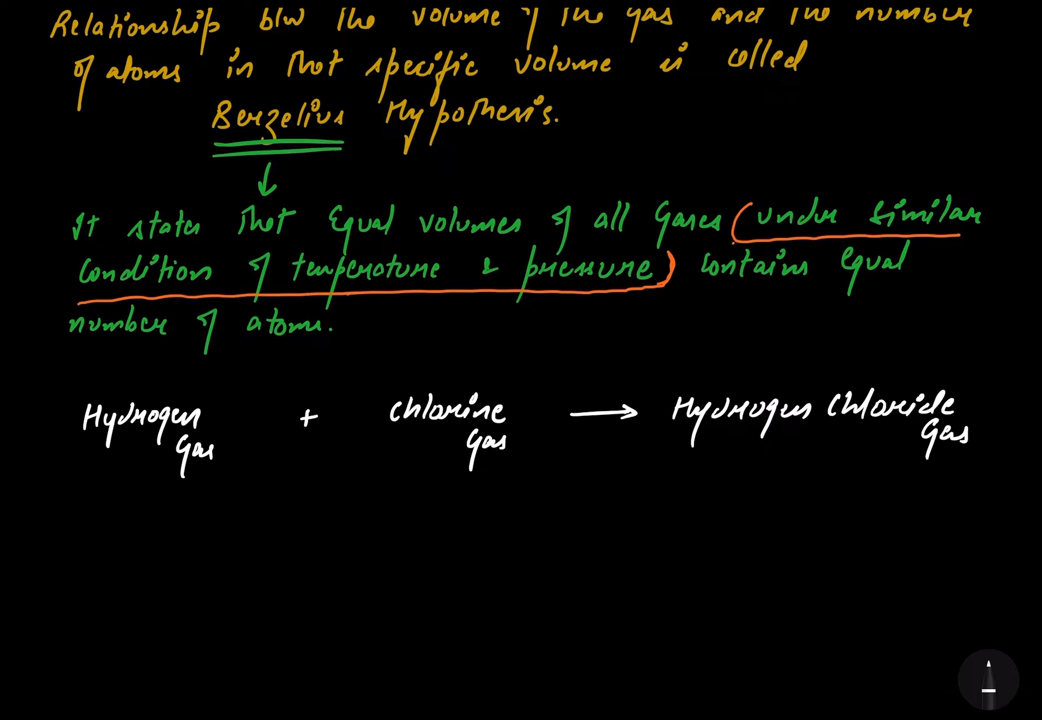 Relationship b/w the volume of the gas and the number
of atoms in that specific volume is called
Berzelius Hypothesis.
It states that Equal volumes of all Gases (under similar
condition of temperature & pressure) contains equal
number of atoms.
Hydrogen + chlorine → Hydrogen Chloride
Gas Gas Gas